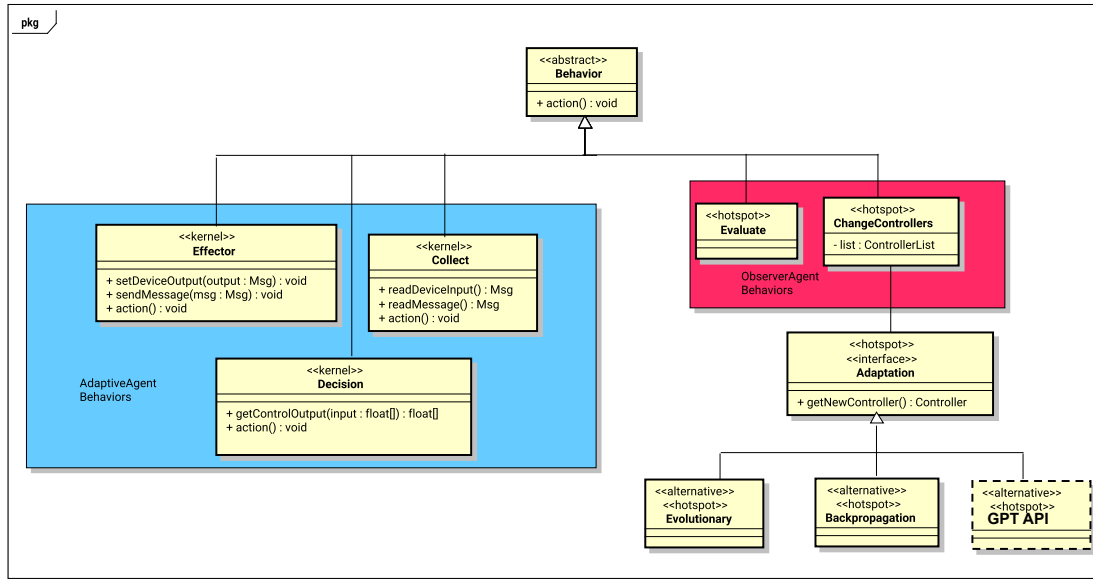 pkg
<<abstract>>
Behavior
+ action() : void
<<kernel>>
Effector
+ setDeviceOutput(output : Msg) : void
+ sendMessage(msg : Msg) : void
+ action() : void
<<kernel>>
Collect
+ readDeviceInput() : Msg
+ readMessage() : Msg
+ action() : void
<<kernel>>
Decision
+ getControlOutput(input : float[]) : float[]
+ action() : void
AdaptiveAgent
Behaviors
<<hotspot>>
Evaluate
<<hotspot>>
ChangeControllers
- list : ControllerList
ObserverAgent
Behaviors
<<hotspot>>
<<interface>>
Adaptation
+ getNewController() : Controller
<<alternative>>
<<hotspot>>
Evolutionary
<<alternative>>
<<hotspot>>
Backpropagation
<<alternative>>
<<hotspot>>
GPT API